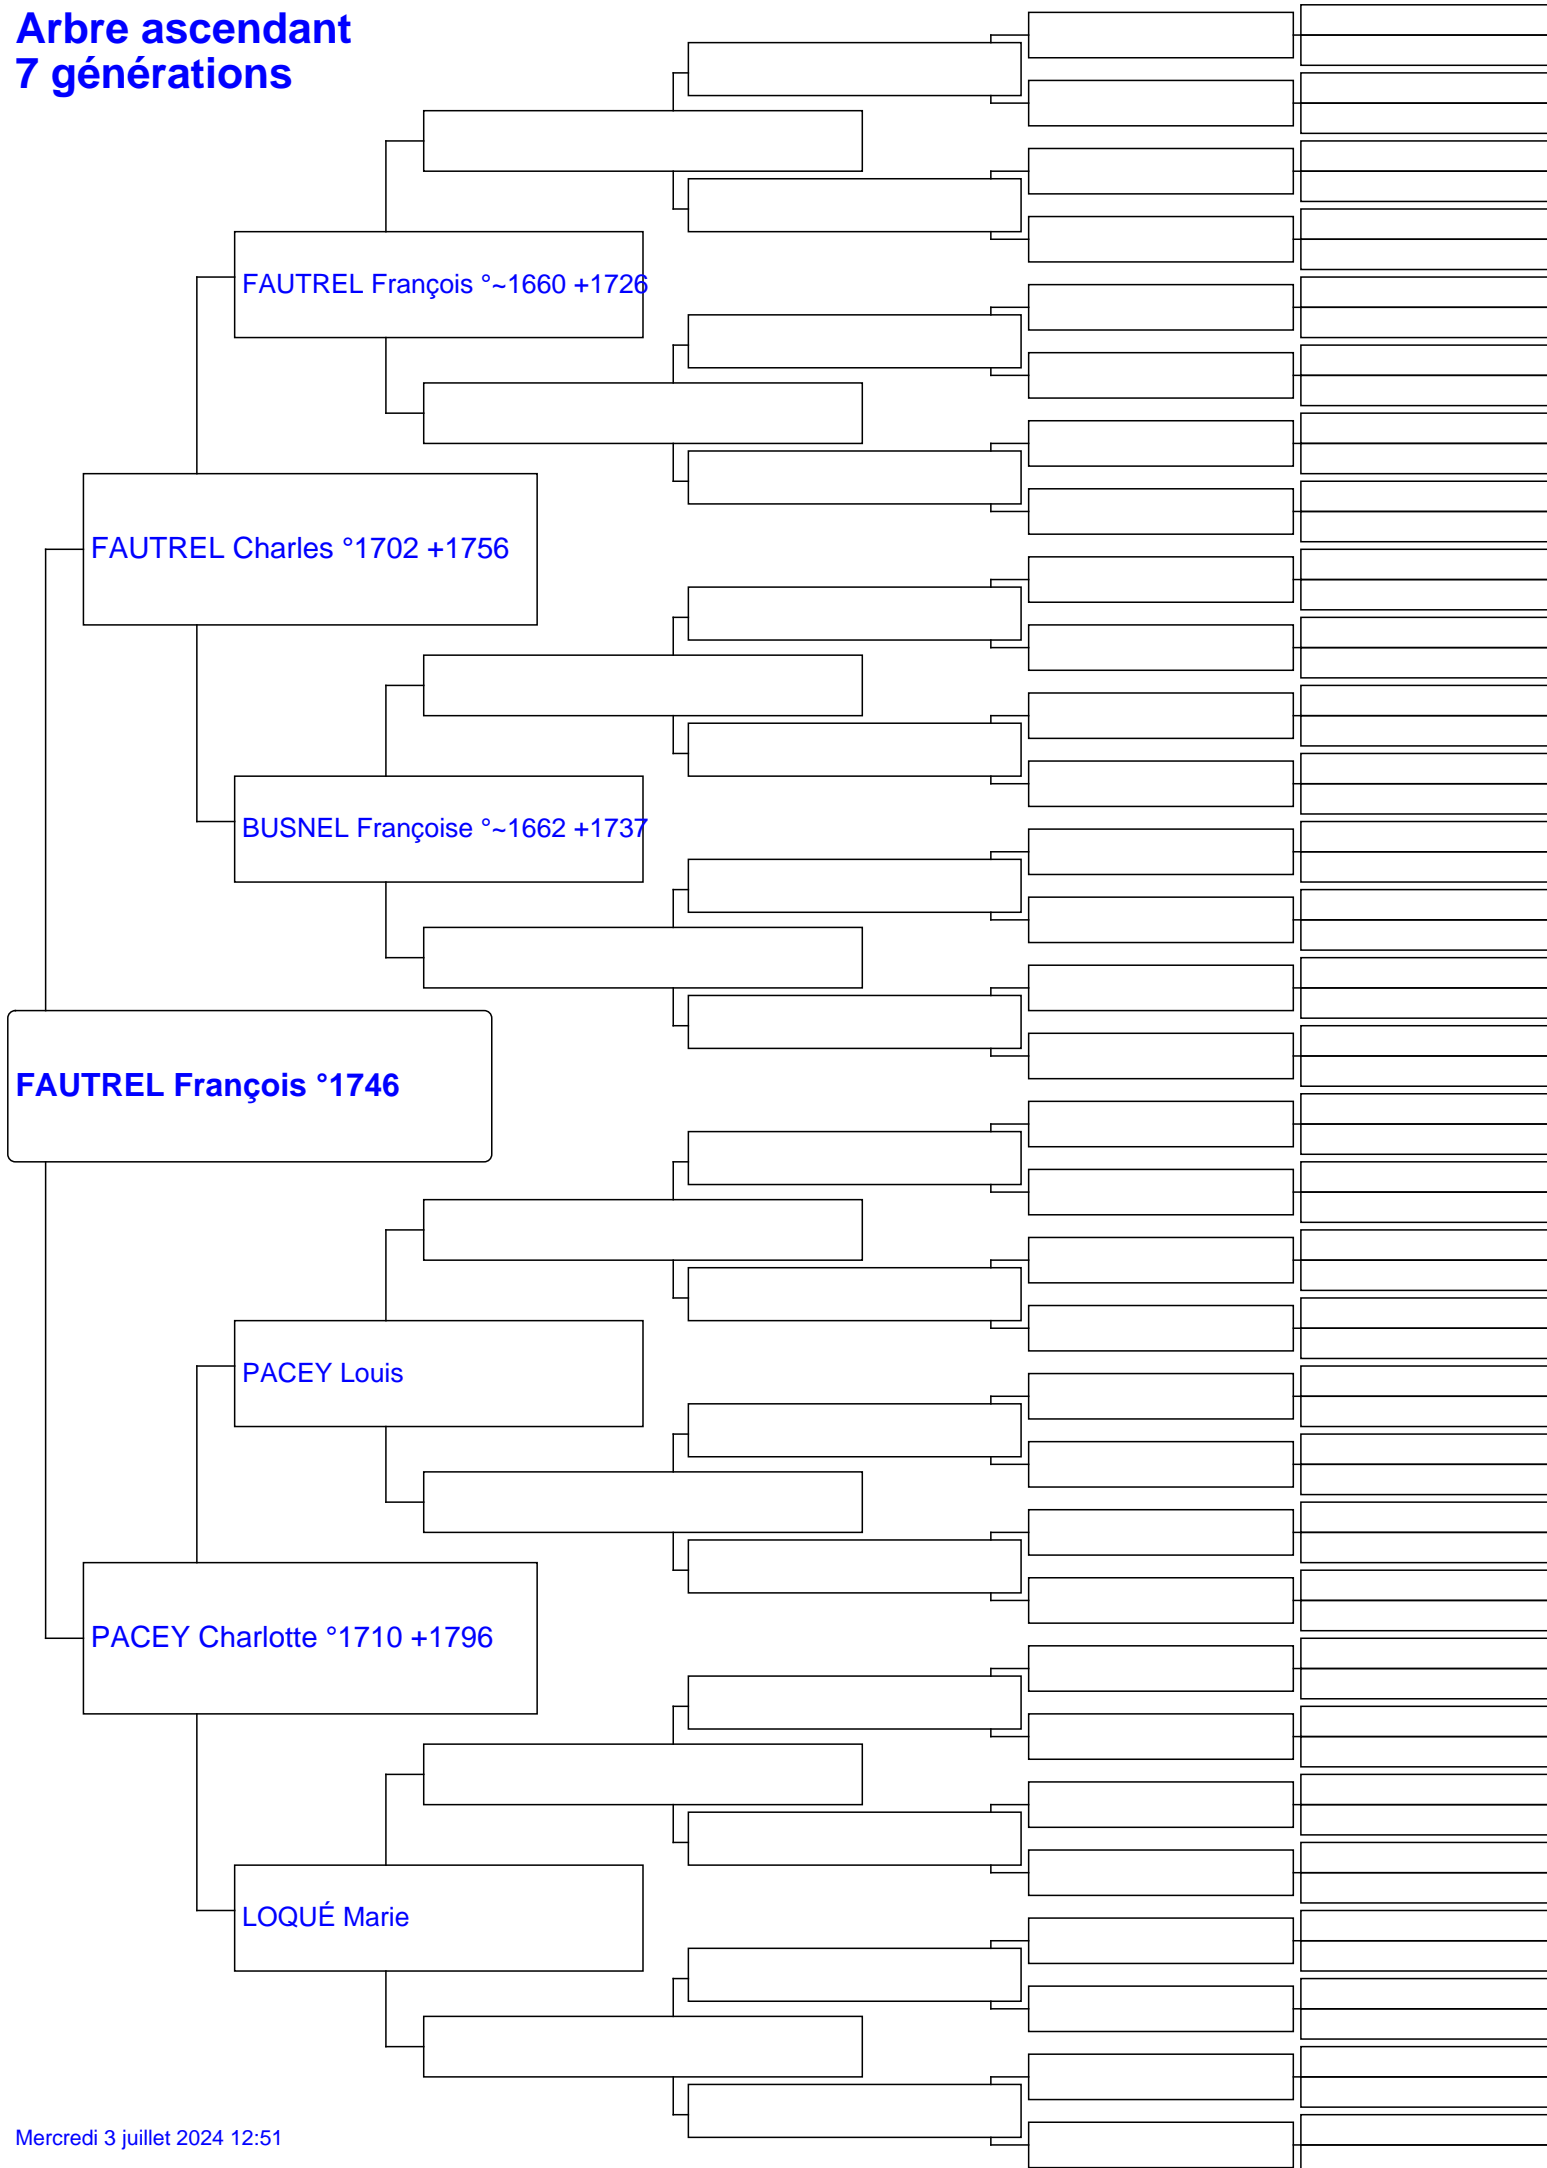 Arbre ascendant
7 générations
FAUTREL François °~1660 +1726
FAUTREL Charles °1702 +1756
BUSNEL Françoise °~1662 +1737
FAUTREL François °1746
PACEY Louis
PACEY Charlotte °1710 +1796
LOQUÉ Marie
Mercredi 3 juillet 2024 12:51